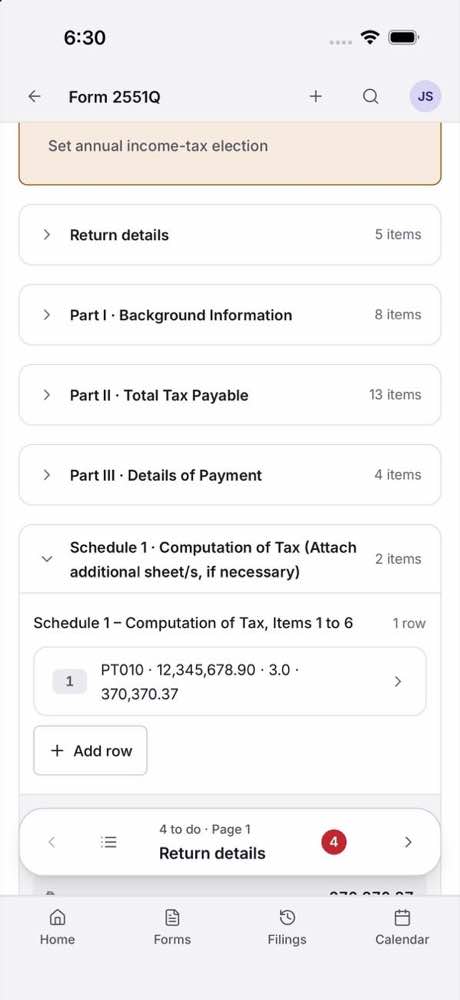 6:30
Form 2551Q
JS
Set annual income-tax election
Return details
5 items
Part I · Background Information
8 items
Part II · Total Tax Payable
13 items
Part III · Details of Payment
4 items
Schedule 1 · Computation of Tax (Attach
additional sheet/s, if necessary)
2 items
Schedule 1 – Computation of Tax, Items 1 to 6
1 row
1
PT010 · 12,345,678.90 · 3.0 ·
370,370.37
Add row
4 to do · Page 1
Return details
4
Home
Forms
Filings
Calendar